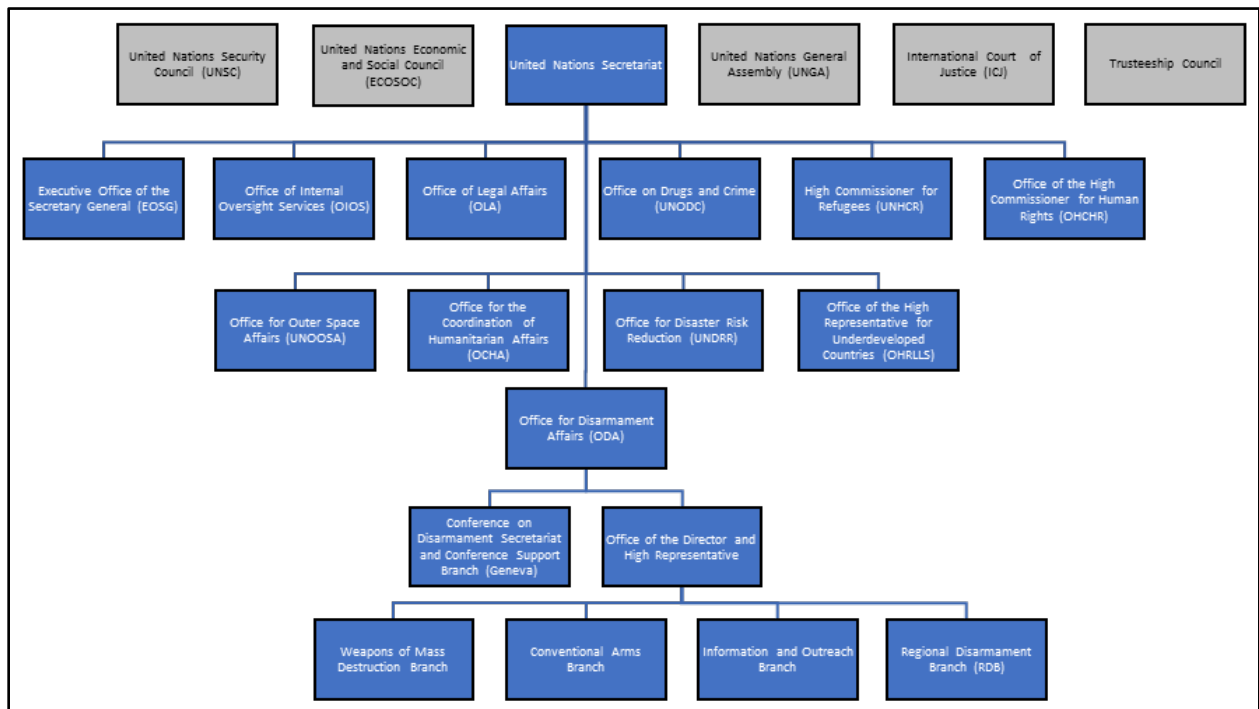 United Nations Security
Council (UNSC)
United Nations Economic
and Social Council
(ECOSOC)
United Nations Secretariat
United Nations General
Assembly (UNGA)
International Court of
Justice (ICJ)
Trusteeship Council
Executive Office of the
Secretary General (EOSG)
Office of Internal
Oversight Services (OIOS)
Office of Legal Affairs
(OLA)
Office on Drugs and Crime
(UNODC)
High Commissioner for
Refugees (UNHCR)
Office of the High
Commissioner for Human
Rights (OHCHR)
Office for Outer Space
Affairs (UNOOSA)
Office for the
Coordination of
Humanitarian Affairs
(OCHA)
Office for Disaster Risk
Reduction (UNDRR)
Office of the High
Representative for
Underdeveloped
Countries (OHRLLS)
Office for Disarmament
Affairs (ODA)
Conference on
Disarmament Secretariat
and Conference Support
Branch (Geneva)
Office of the Director and
High Representative
Weapons of Mass
Destruction Branch
Conventional Arms
Branch
Information and Outreach
Branch
Regional Disarmament
Branch (RDB)